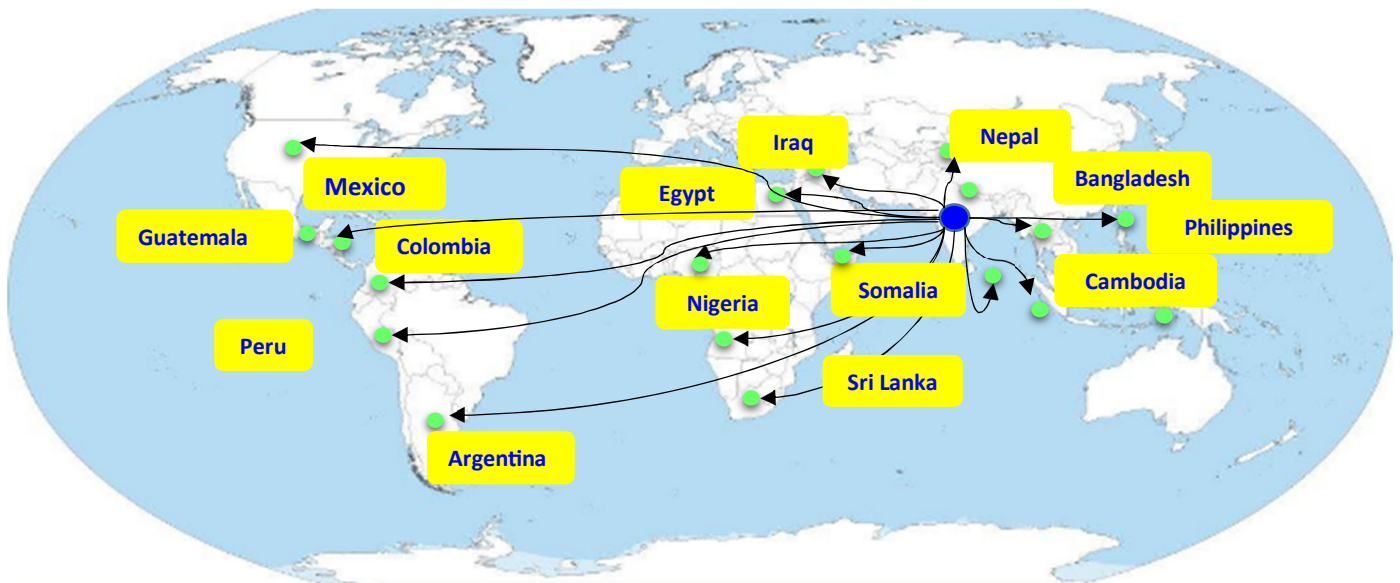 Iraq
Nepal
Mexico
Egypt
Bangladesh
Guatemala
Colombia
Philippines
Nigeria
Somalia
Cambodia
Peru
Sri Lanka
Argentina